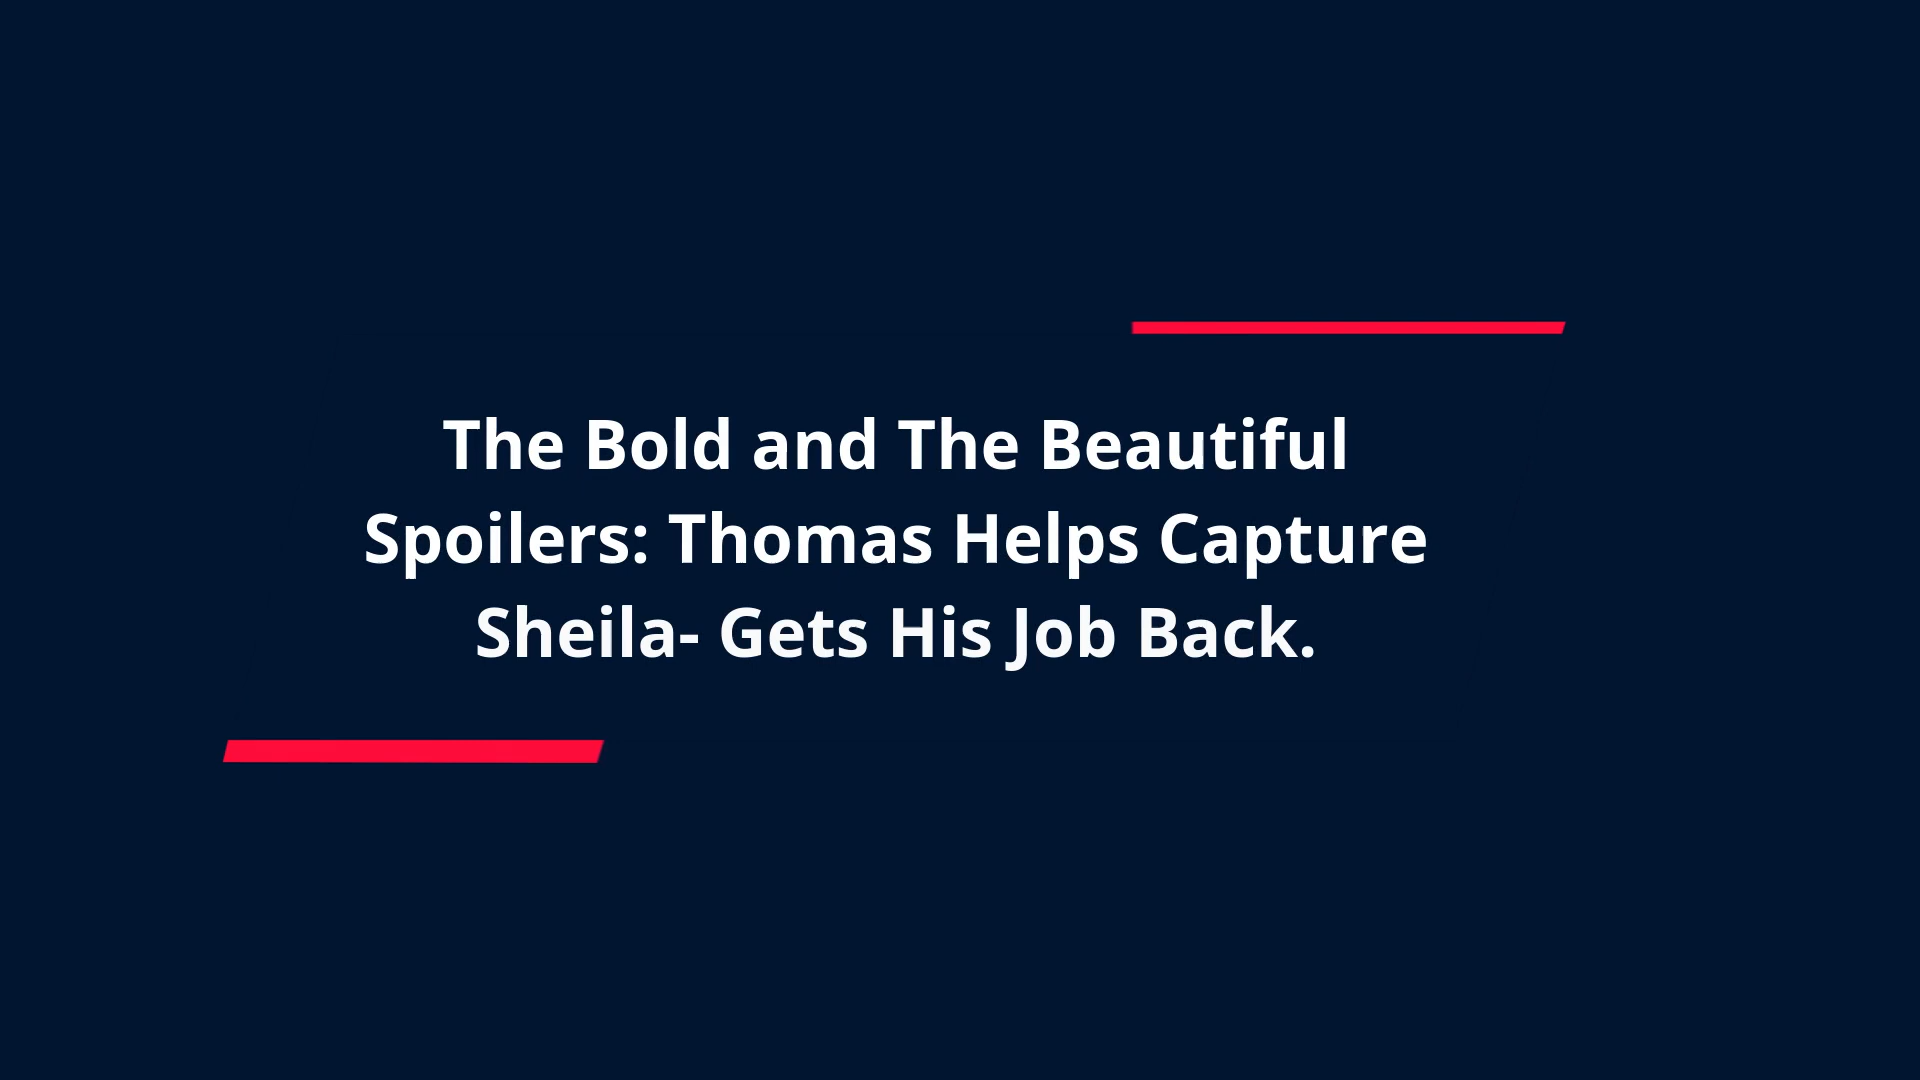 The Bold and The Beautiful
Spoilers: Thomas Helps Capture
Sheila- Gets His Job Back.